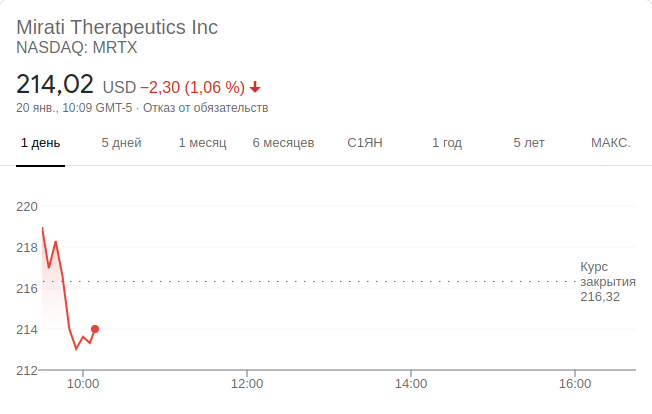 Mirati Therapeutics Inc
NASDAQ: MRTX
214,02 USD −2,30 (1,06 %)
20 янв., 10:09 GMT-5 · Отказ от обязательств
1 день 5 дней 1 месяц 6 месяцев С1ЯН 1 год 5 лет МАКС.
220
218
216
214
212
Курс
закрытия
216,32
10:00 12:00 14:00 16:00